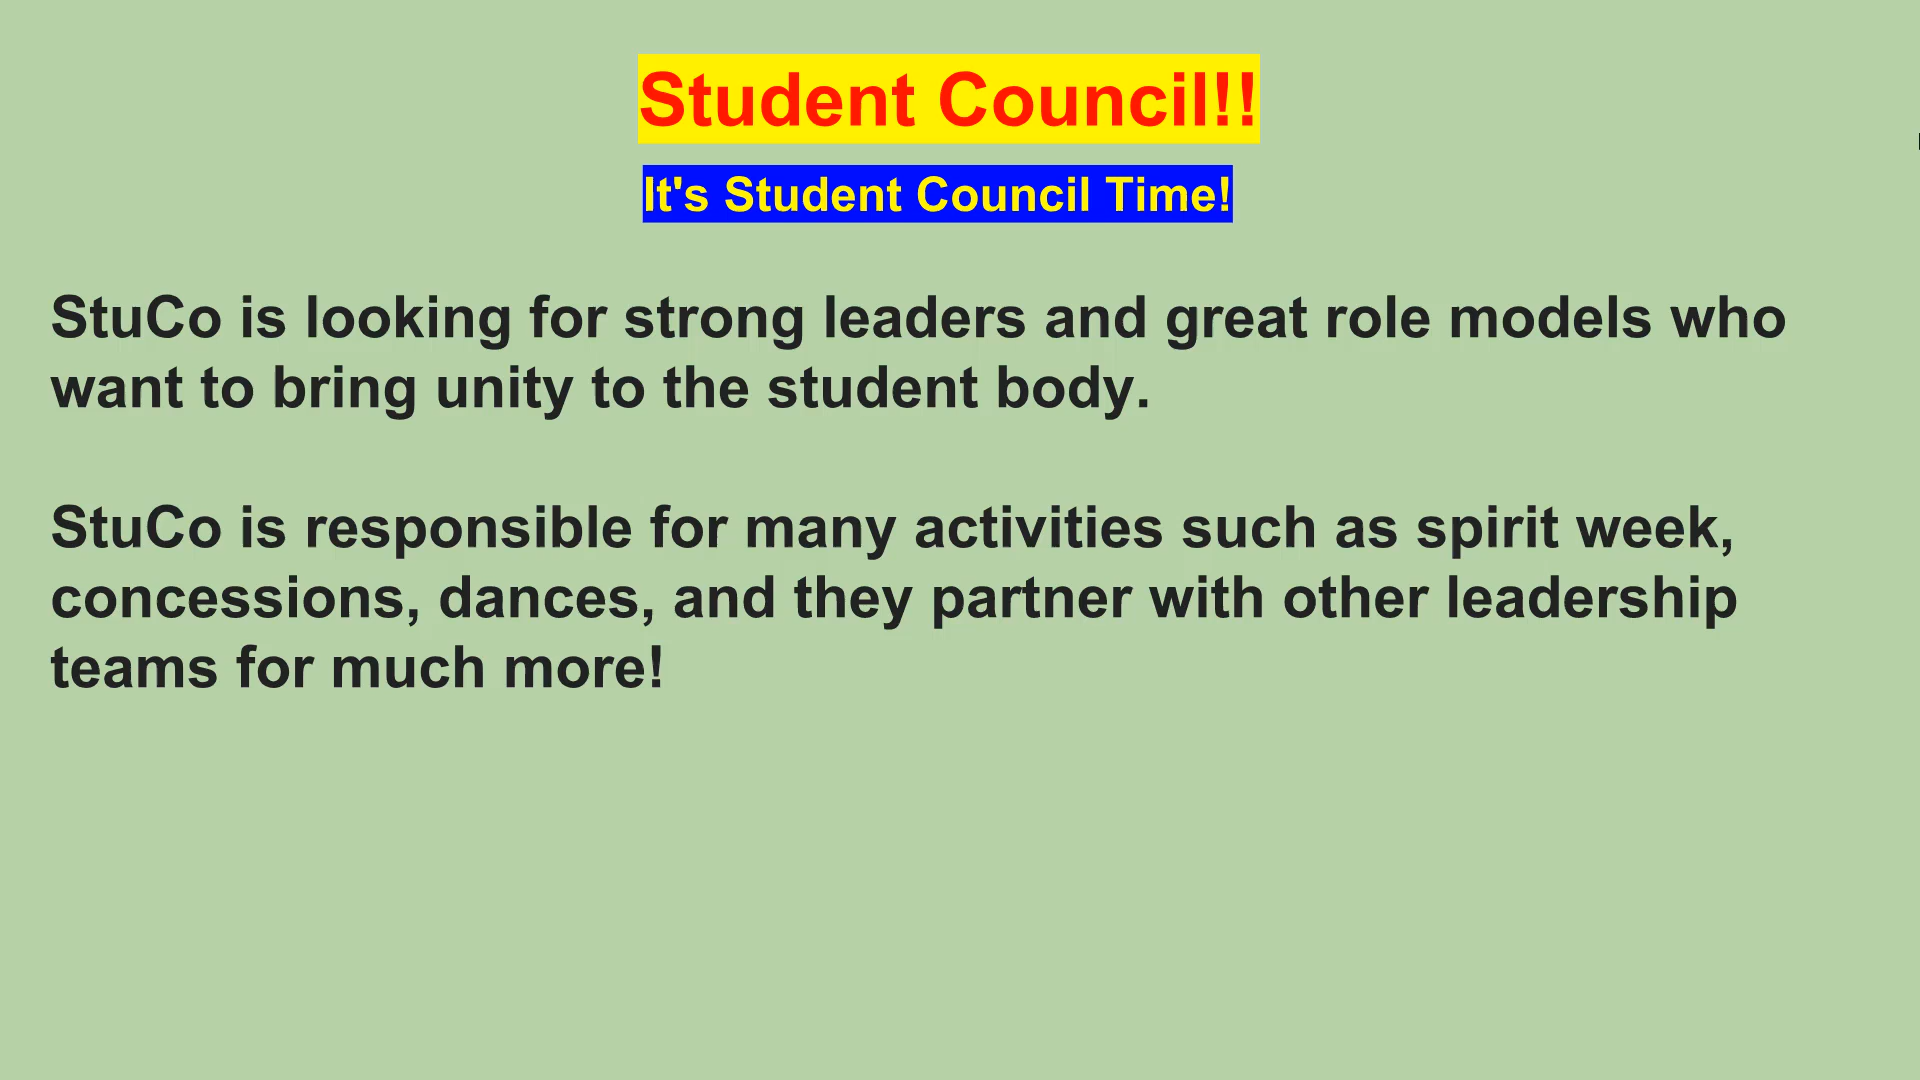 Student Council!!
It's Student Council Time!
StuCo is looking for strong leaders and great role models who
want to bring unity to the student body.
StuCo is responsible for many activities such as spirit week,
concessions, dances, and they partner with other leadership
teams for much more!